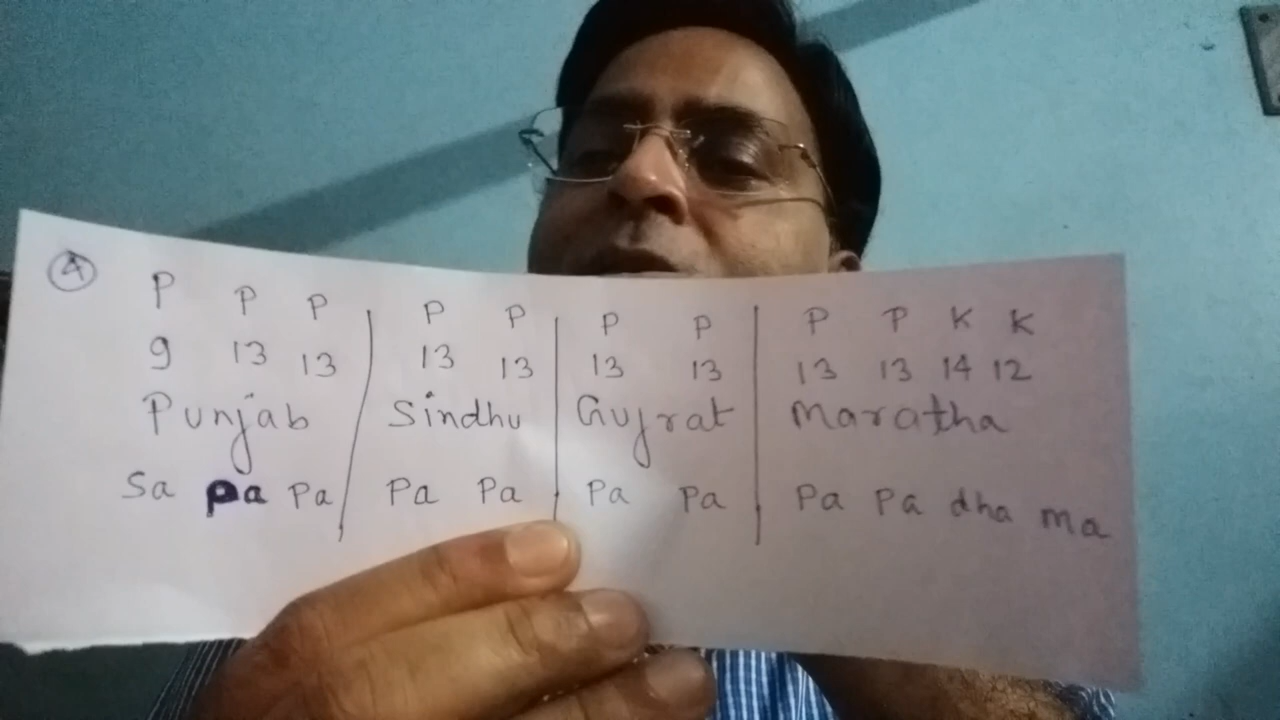 4
P P P / P P | P P | P P K K
9 13 13 / 13 13 | 13 13 | 13 13 14 12
Punjab / Sindhu | Gujrat | Maratha
Sa Pa Pa / Pa Pa | Pa Pa | Pa Pa dha ma